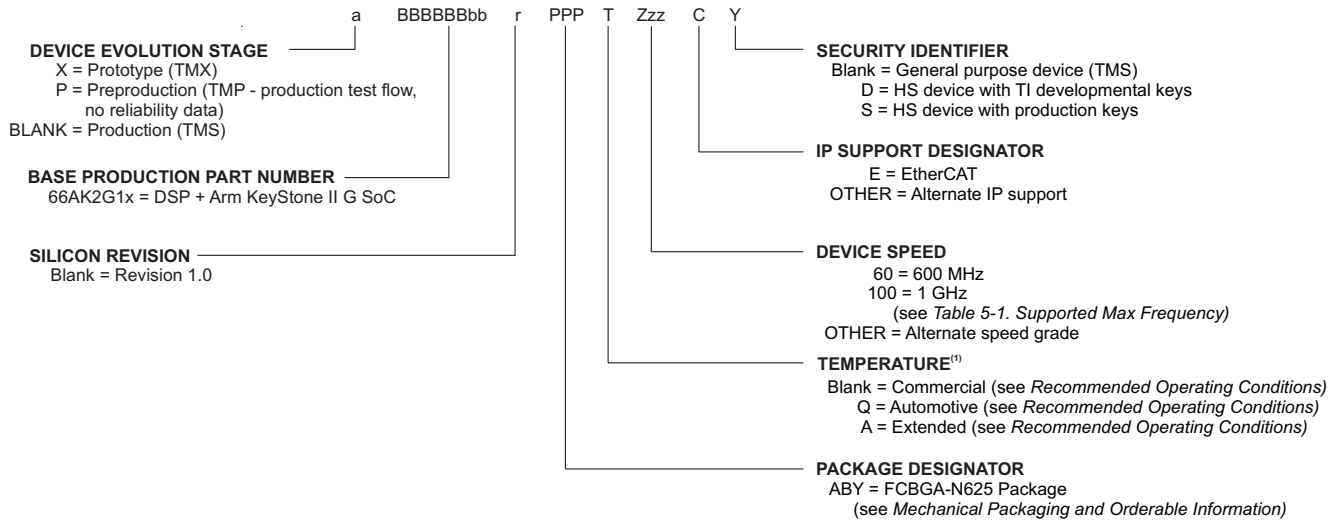 a BBBBBBbb r PPP T Zzz C Y
DEVICE EVOLUTION STAGE
X = Prototype (TMX)
P = Preproduction (TMP - production test flow,
no reliability data)
BLANK = Production (TMS)
BASE PRODUCTION PART NUMBER
66AK2G1x = DSP + Arm KeyStone II G SoC
SILICON REVISION
Blank = Revision 1.0
SECURITY IDENTIFIER
Blank = General purpose device (TMS)
D = HS device with TI developmental keys
S = HS device with production keys
IP SUPPORT DESIGNATOR
E = EtherCAT
OTHER = Alternate IP support
DEVICE SPEED
60 = 600 MHz
100 = 1 GHz
(see Table 5-1. Supported Max Frequency)
OTHER = Alternate speed grade
TEMPERATURE(1)
Blank = Commercial (see Recommended Operating Conditions)
Q = Automotive (see Recommended Operating Conditions)
A = Extended (see Recommended Operating Conditions)
PACKAGE DESIGNATOR
ABY = FCBGA-N625 Package
(see Mechanical Packaging and Orderable Information)